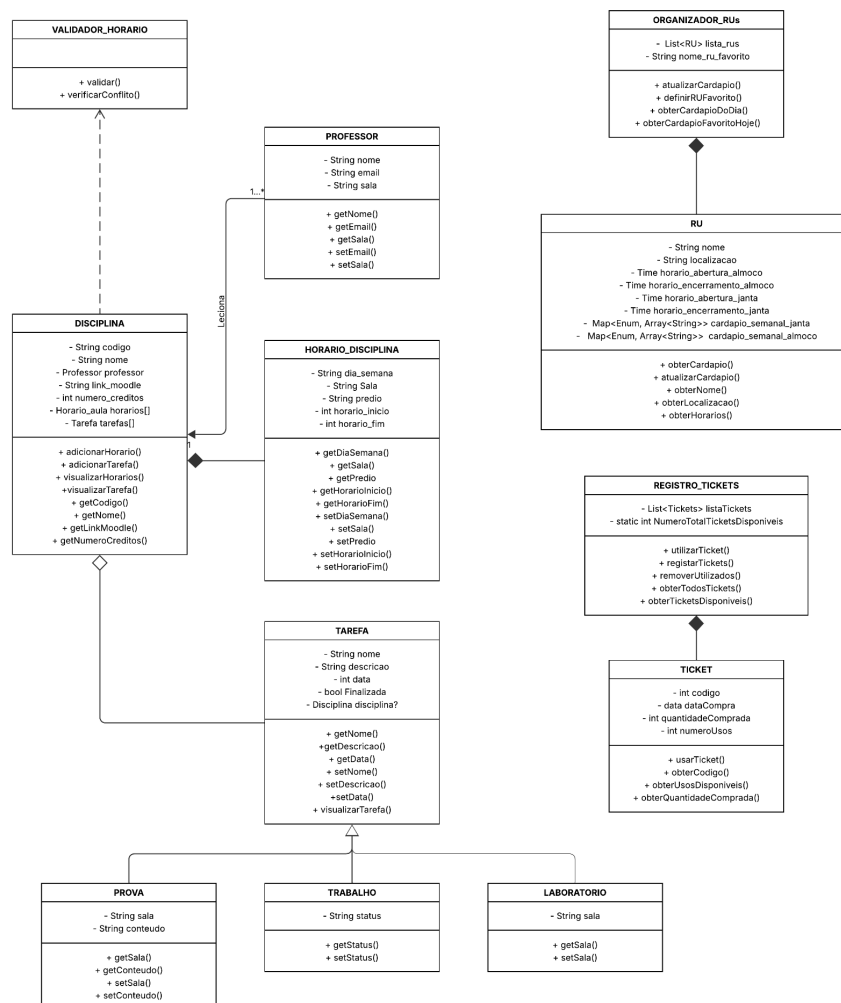 VALIDADOR_HORARIO
+ validar()
+ verificarConflito()
ORGANIZADOR_RUs
- List<RU> lista_rus
- String nome_ru_favorito
+ atualizarCardapio()
+ definirRUFavorito()
+ obterCardapioDoDia()
+ obterCardapioFavoritoHoje()
PROFESSOR
- String nome
- String email
- String sala
+ getNome()
+ getEmail()
+ getSala()
+ setEmail()
+ setSala()
1...*
Leciona
1
RU
- String nome
- String localizacao
- Time horario_abertura_almoco
- Time horario_encerramento_almoco
- Time horario_abertura_janta
- Time horario_encerramento_janta
- Map<Enum, Array<String>> cardapio_semanal_janta
- Map<Enum, Array<String>> cardapio_semanal_almoco
+ obterCardapio()
+ atualizarCardapio()
+ obterNome()
+ obterLocalizacao()
+ obterHorarios()
DISCIPLINA
- String codigo
- String nome
- Professor professor
- String link_moodle
- int numero_creditos
- Horario_aula horarios[]
- Tarefa tarefas[]
+ adicionarHorario()
+ adicionarTarefa()
+ visualizarHorarios()
+visualizarTarefa()
+ getCodigo()
+ getNome()
+ getLinkMoodle()
+ getNumeroCreditos()
HORARIO_DISCIPLINA
- String dia_semana
- String Sala
- String predio
- int horario_inicio
- int horario_fim
+ getDiaSemana()
+ getSala()
+ getPredio
+ getHorarioInicio()
+ getHorarioFim()
+ setDiaSemana()
+ setSala()
+ setPredio
+ setHorarioInicio()
+ setHorarioFim()
REGISTRO_TICKETS
- List<Tickets> listaTickets
- static int NumeroTotalTicketsDisponiveis
+ utilizarTicket()
+ registarTickets()
+ removerUtilizados()
+ obterTodosTickets()
+ obterTicketsDisponiveis()
TAREFA
- String nome
- String descricao
- int data
- bool Finalizada
- Disciplina disciplina?
+ getNome()
+getDescricao()
+ getData()
+ setNome()
+ setDescricao()
+setData()
+ visualizarTarefa()
TICKET
- int codigo
- data dataCompra
- int quantidadeComprada
- int numeroUsos
+ usarTicket()
+ obterCodigo()
+ obterUsosDisponiveis()
+ obterQuantidadeComprada()
PROVA
- String sala
- String conteudo
+ getSala()
+ getConteudo()
+ setSala()
+ setConteudo()
TRABALHO
- String status
+ getStatus()
+ setStatus()
LABORATORIO
- String sala
+ getSala()
+ setSala()